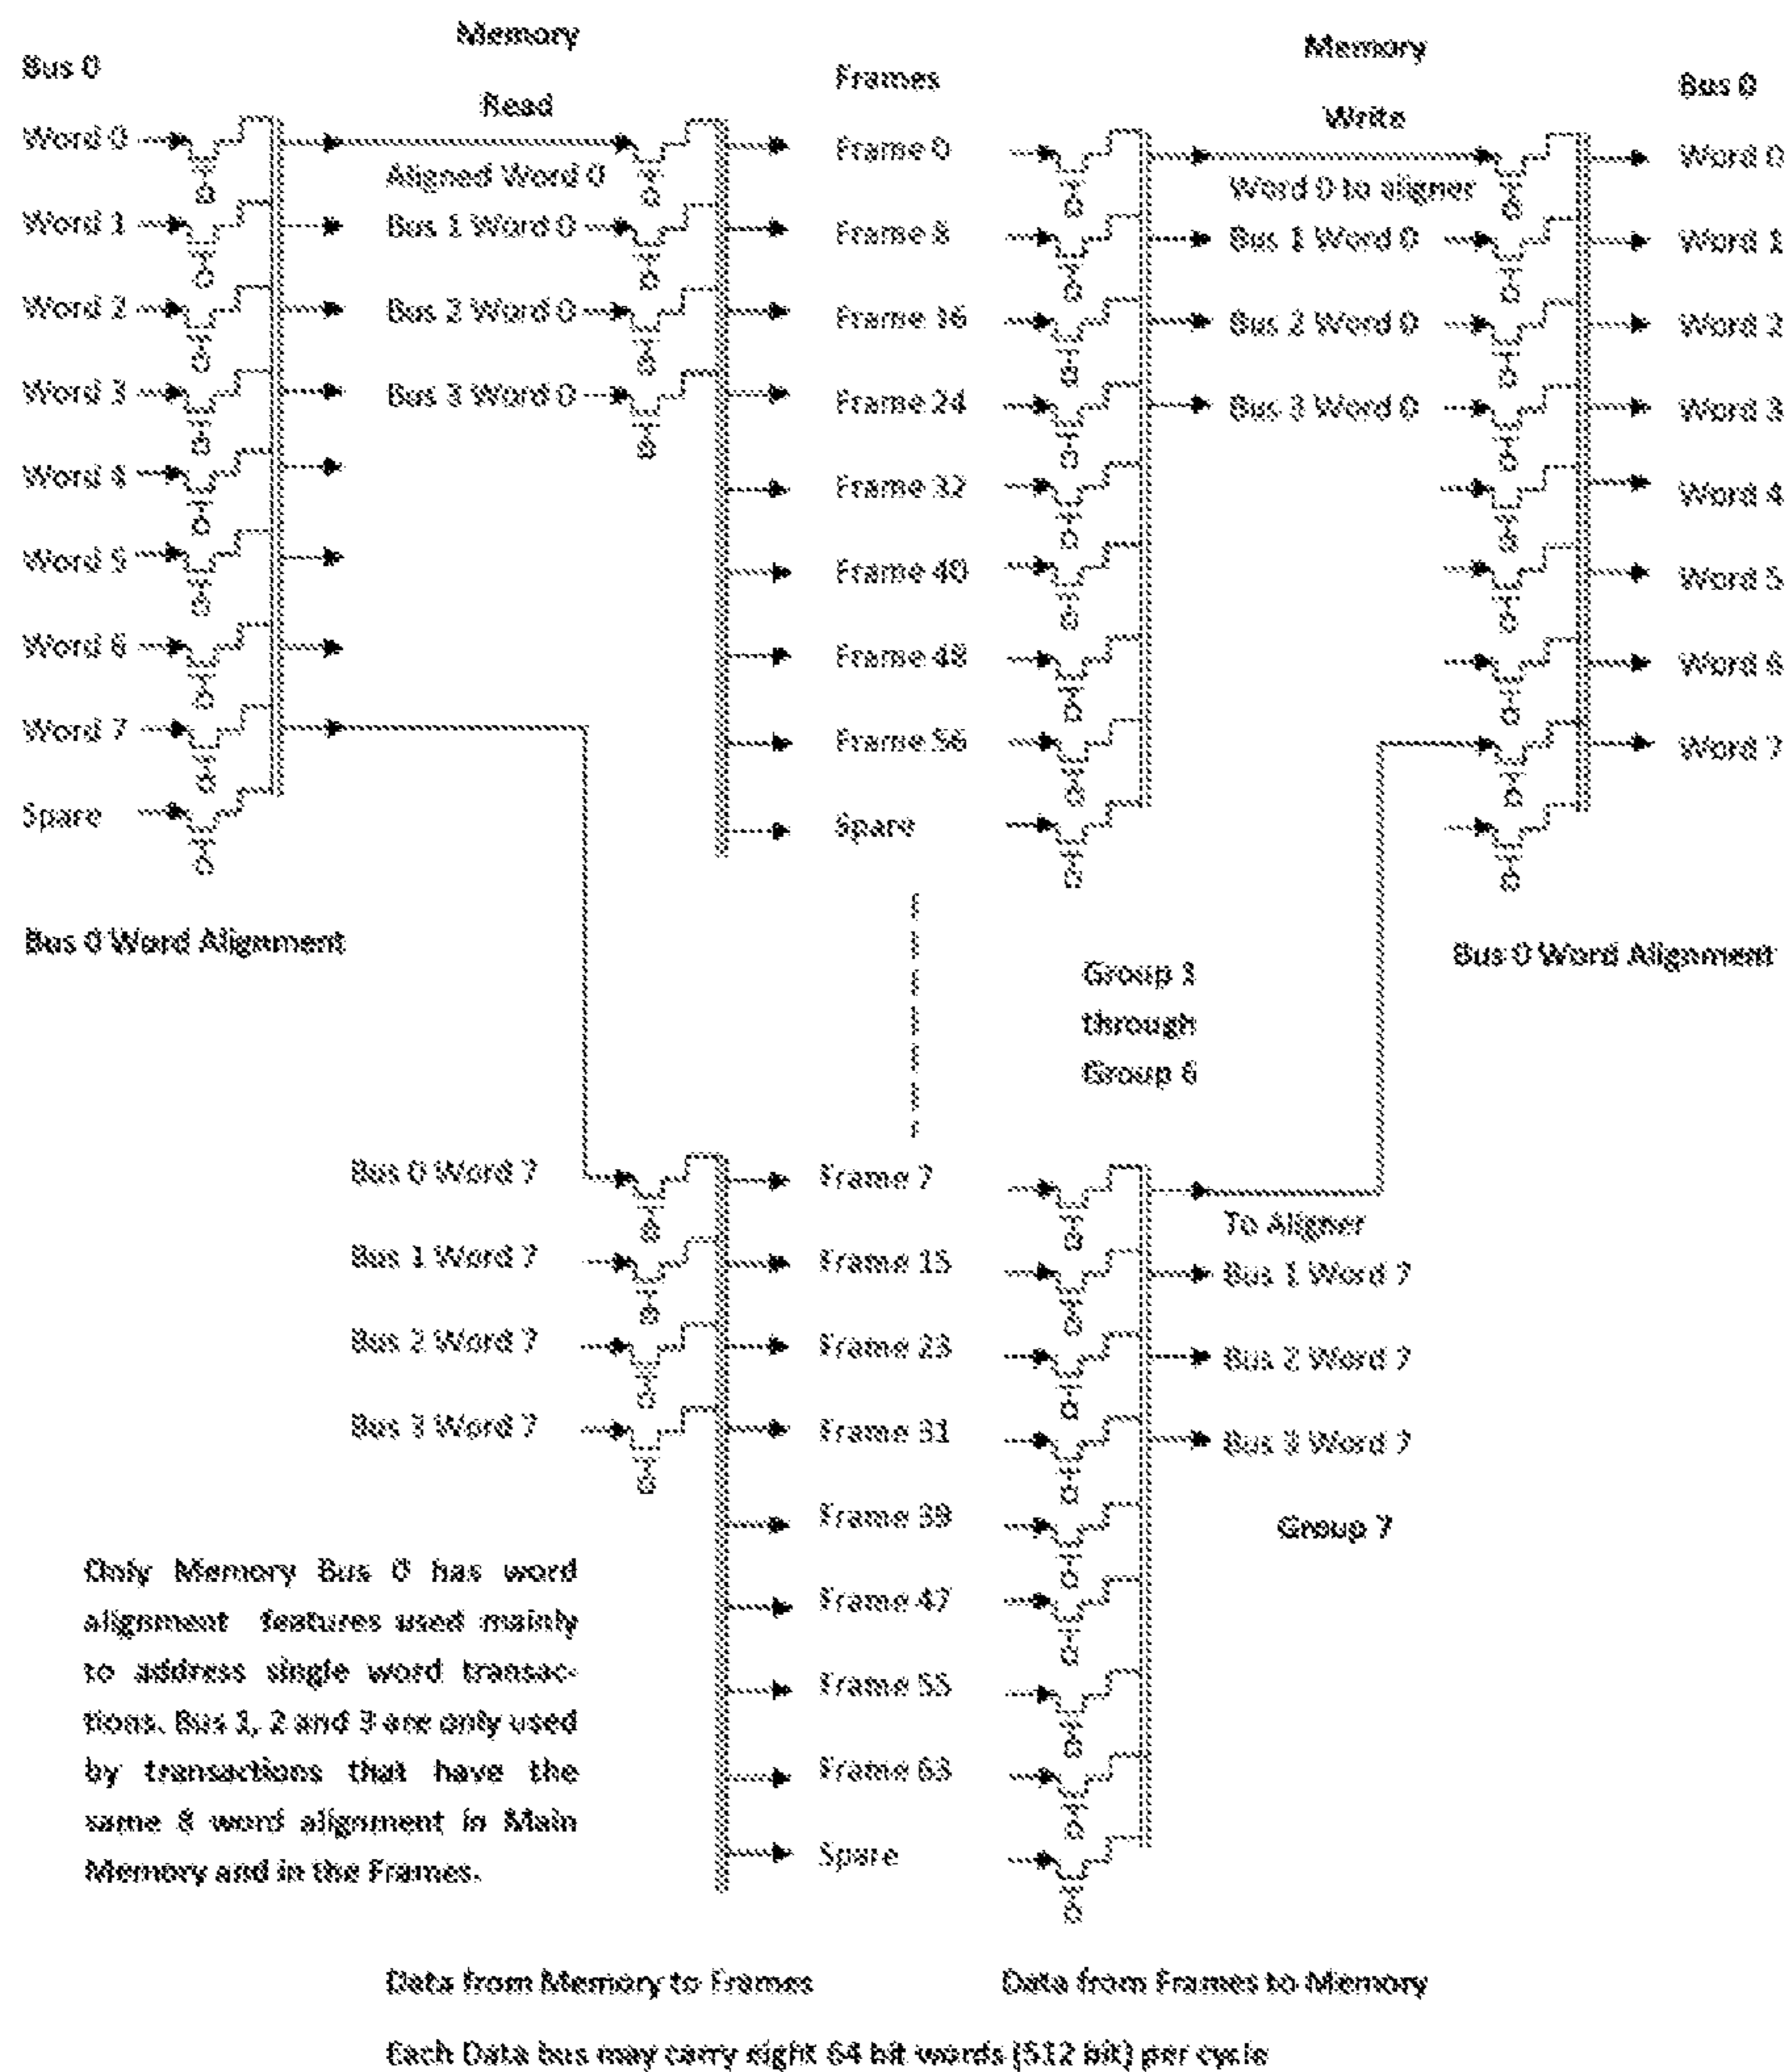 Memory
Memory
Bus 0
Frames
Bus 0
Read
Write
Word 0
Frame 0
Word 0
Aligned Word 0
Word 0 to aligner
Word 1
Bus 1 Word 0
Frame 8
Bus 1 Word 0
Word 1
Word 2
Bus 2 Word 0
Frame 16
Bus 2 Word 0
Word 2
Word 3
Bus 3 Word 0
Frame 24
Bus 3 Word 0
Word 3
Word 4
Frame 32
Word 4
Word 5
Frame 40
Word 5
Word 6
Frame 48
Word 6
Word 7
Frame 56
Word 7
Spare
Spare
Bus 0 Word Alignment
Bus 0 Word Alignment
Group 1
through
Group 6
Bus 0 Word 7
Frame 7
To Aligner
Bus 1 Word 7
Frame 15
Bus 1 Word 7
Bus 2 Word 7
Frame 23
Bus 2 Word 7
Bus 3 Word 7
Frame 31
Bus 3 Word 7
Frame 39
Group 7
Frame 47
Frame 55
Frame 63
Spare
Only Memory Bus 0 has word
alignment features used mainly
to address single word transac-
tions. Bus 1, 2 and 3 are only used
by transactions that have the
same 8 word alignment in Main
Memory and in the Frames.
Data from Memory to Frames
Data from Frames to Memory
Each Data bus may carry eight 64 bit words (512 bit) per cycle